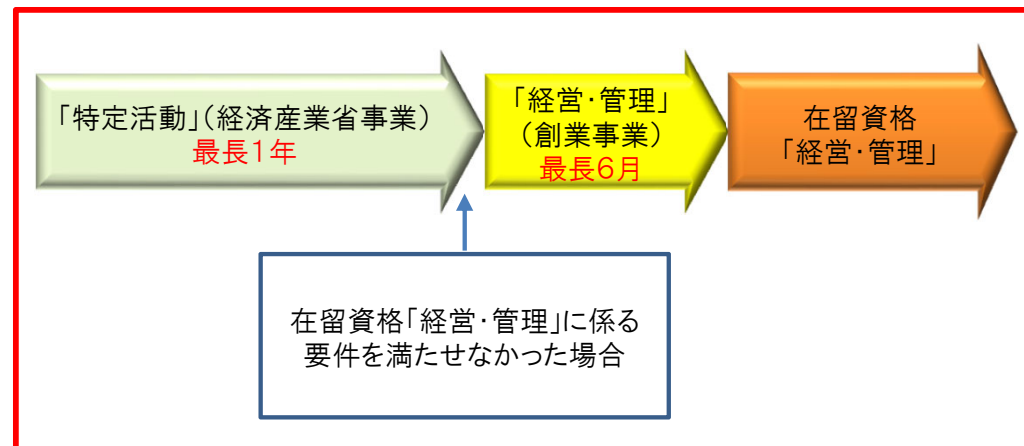 「特定活動」（経済産業省事業）
最長１年
「経営・管理」
（創業事業）
最長６月
在留資格
「経営・管理」
在留資格「経営・管理」に係る
要件を満たせなかった場合